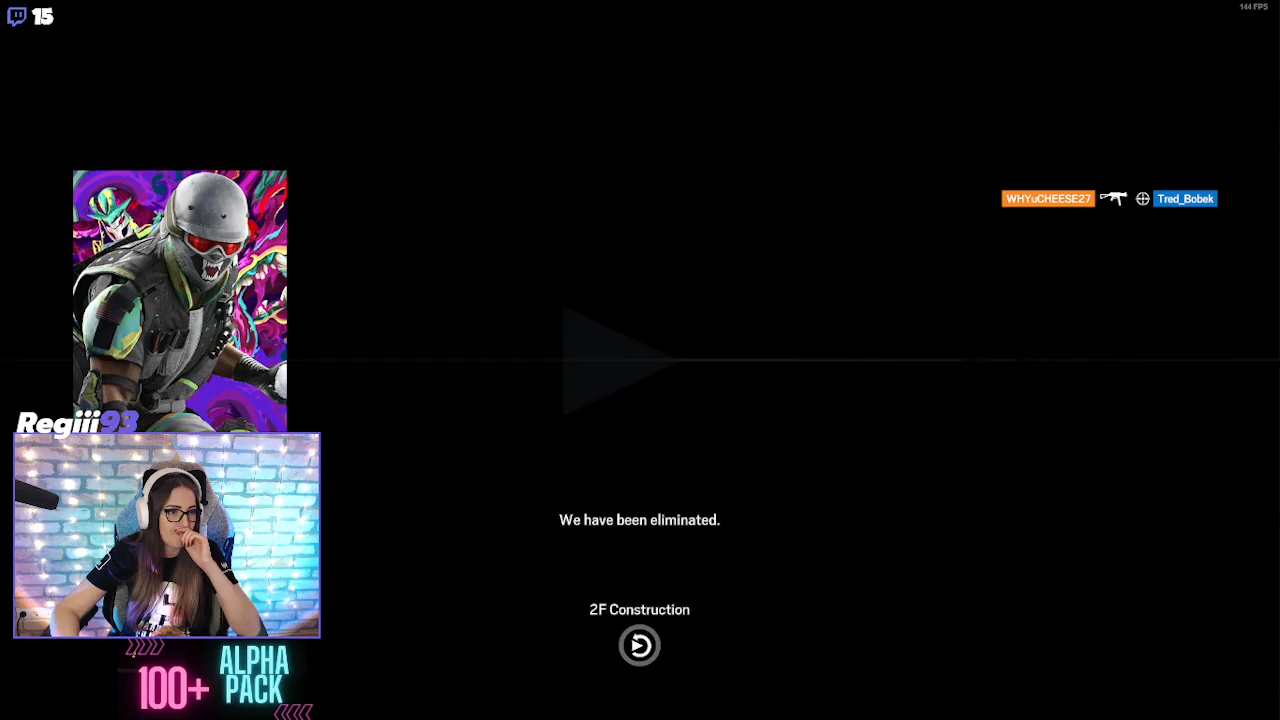 15
144 FPS
WHYuCHEESE27
Tred_Bobek
Regiii93
We have been eliminated.
2F Construction
100+
ALPHA
PACK